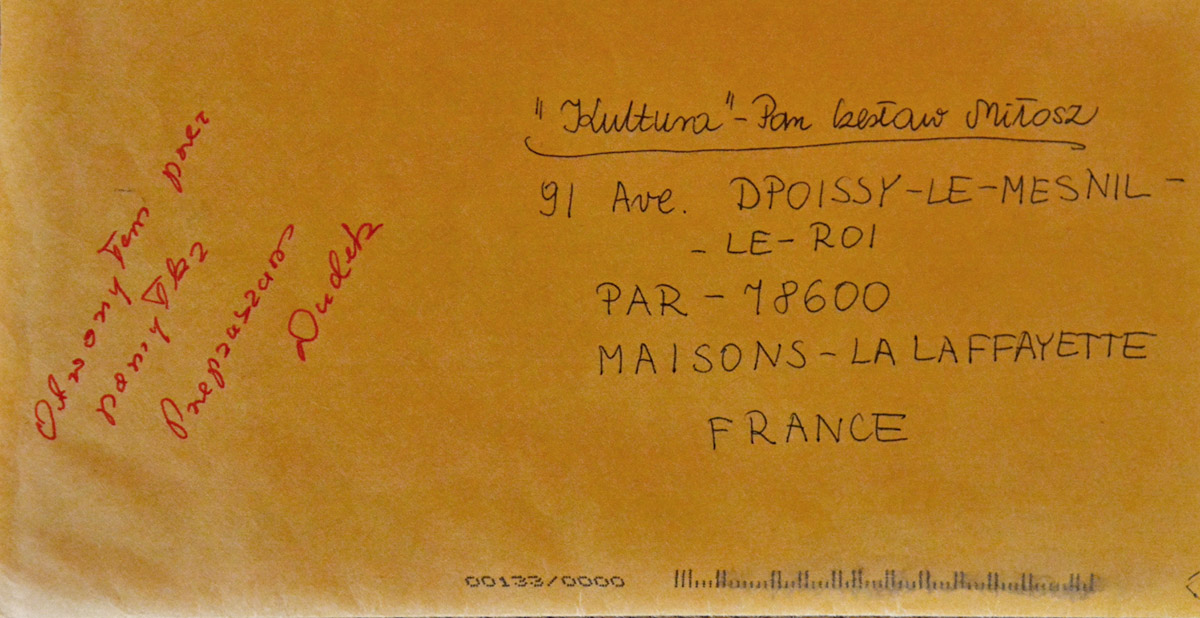 "Kultura" - Pan Czesław Miłosz
91 Ave. DPOISSY-LE-MESNIL-
- LE-ROI
PAR - 78600
MAISONS - LA LAFFAYETTE
FRANCE
Otworzyłem przez
pomyłkę
Przepraszam
Dudek
00133/0000